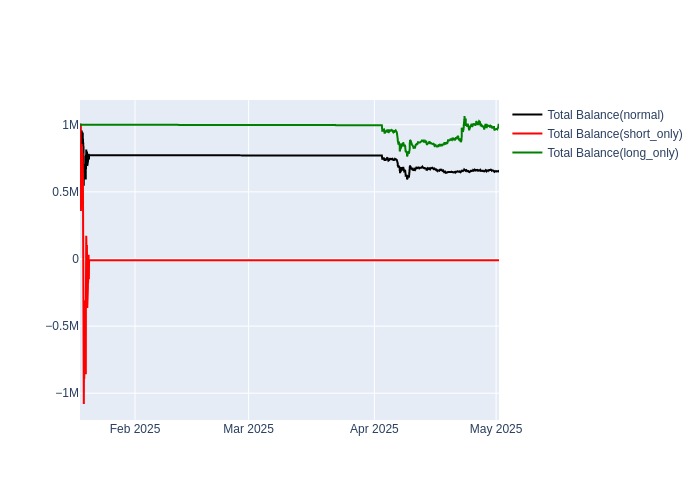 1M
0.5M
0
−0.5M
−1M
Feb 2025
Mar 2025
Apr 2025
May 2025
Total Balance(normal)
Total Balance(short_only)
Total Balance(long_only)